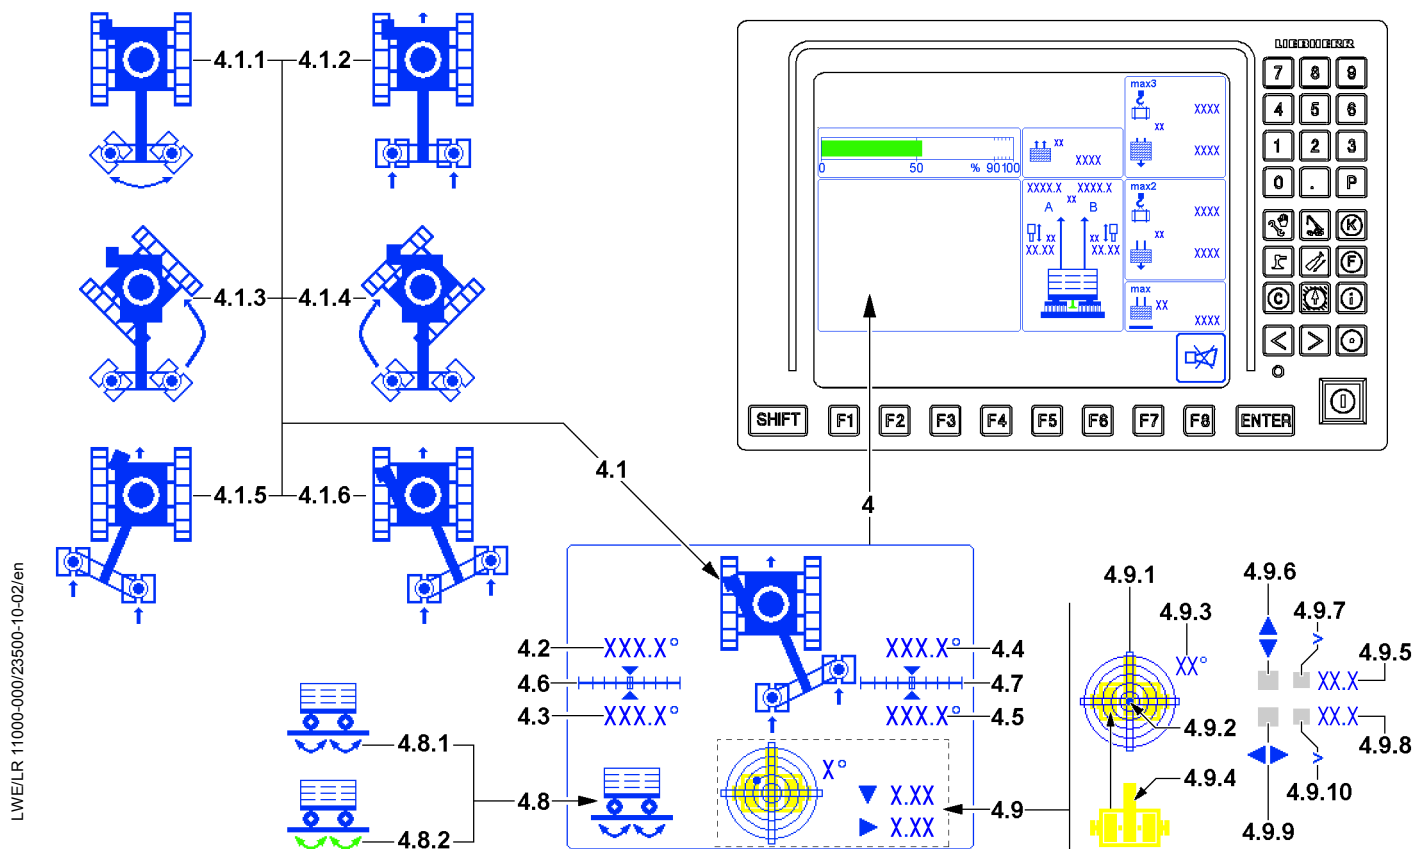 4.1.1
4.1.2
4.1.3
4.1.4
4.1.5
4.1.6
4.1
4
LIEBHERR
7 8 9
4 5 6
1 2 3
0 . P
K
F
C i
< >
SHIFT F1 F2 F3 F4 F5 F6 F7 F8 ENTER
0 50 % 90 100
xx
XXXX
XXXX.X xx XXXX.X
A B
xx xx
XX.XX XX.XX
max3
XXXX
xx
XXXX
max2
XXXX
xx
XXXX
max
xx
XXXX
4.2 XXX.X°
4.6
4.3 XXX.X°
XXX.X° 4.4
4.7
XXX.X° 4.5
4.8.1
4.8
4.8.2
X°
X.XX
X.XX
4.9
4.9.1
4.9.3
XX°
4.9.2
4.9.4
4.9.6
4.9.7
>
XX.X 4.9.5
XX.X
4.9.8
>
4.9.10
4.9.9
LWE/LR 11000-000/23500-10-02/en